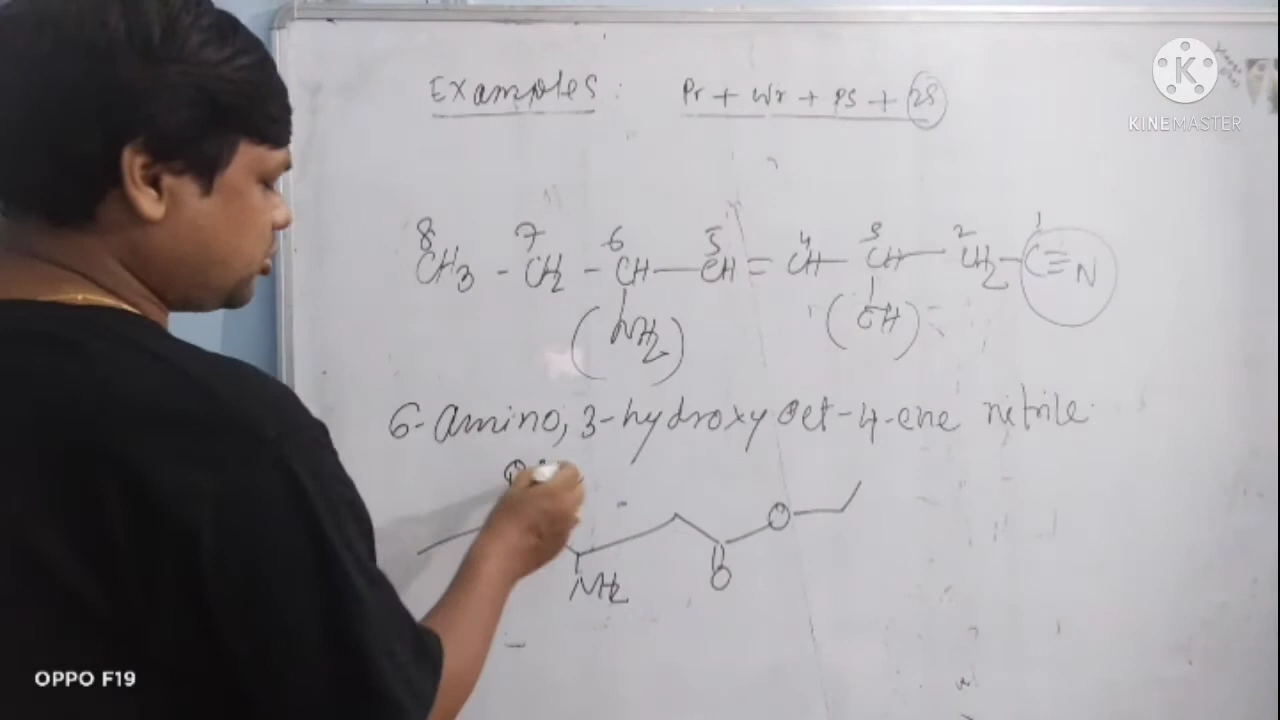 Examples : Pr + Wr + PS + 2S
KINEMASTER
8 7 6 5 4 3 2 1
CH3 - CH2 - CH - CH = CH - CH - CH2 - C≡N
(NH2) (OH)
6-amino, 3-hydroxy Oct-4-ene nitrile
O
NH2 O
OPPO F19